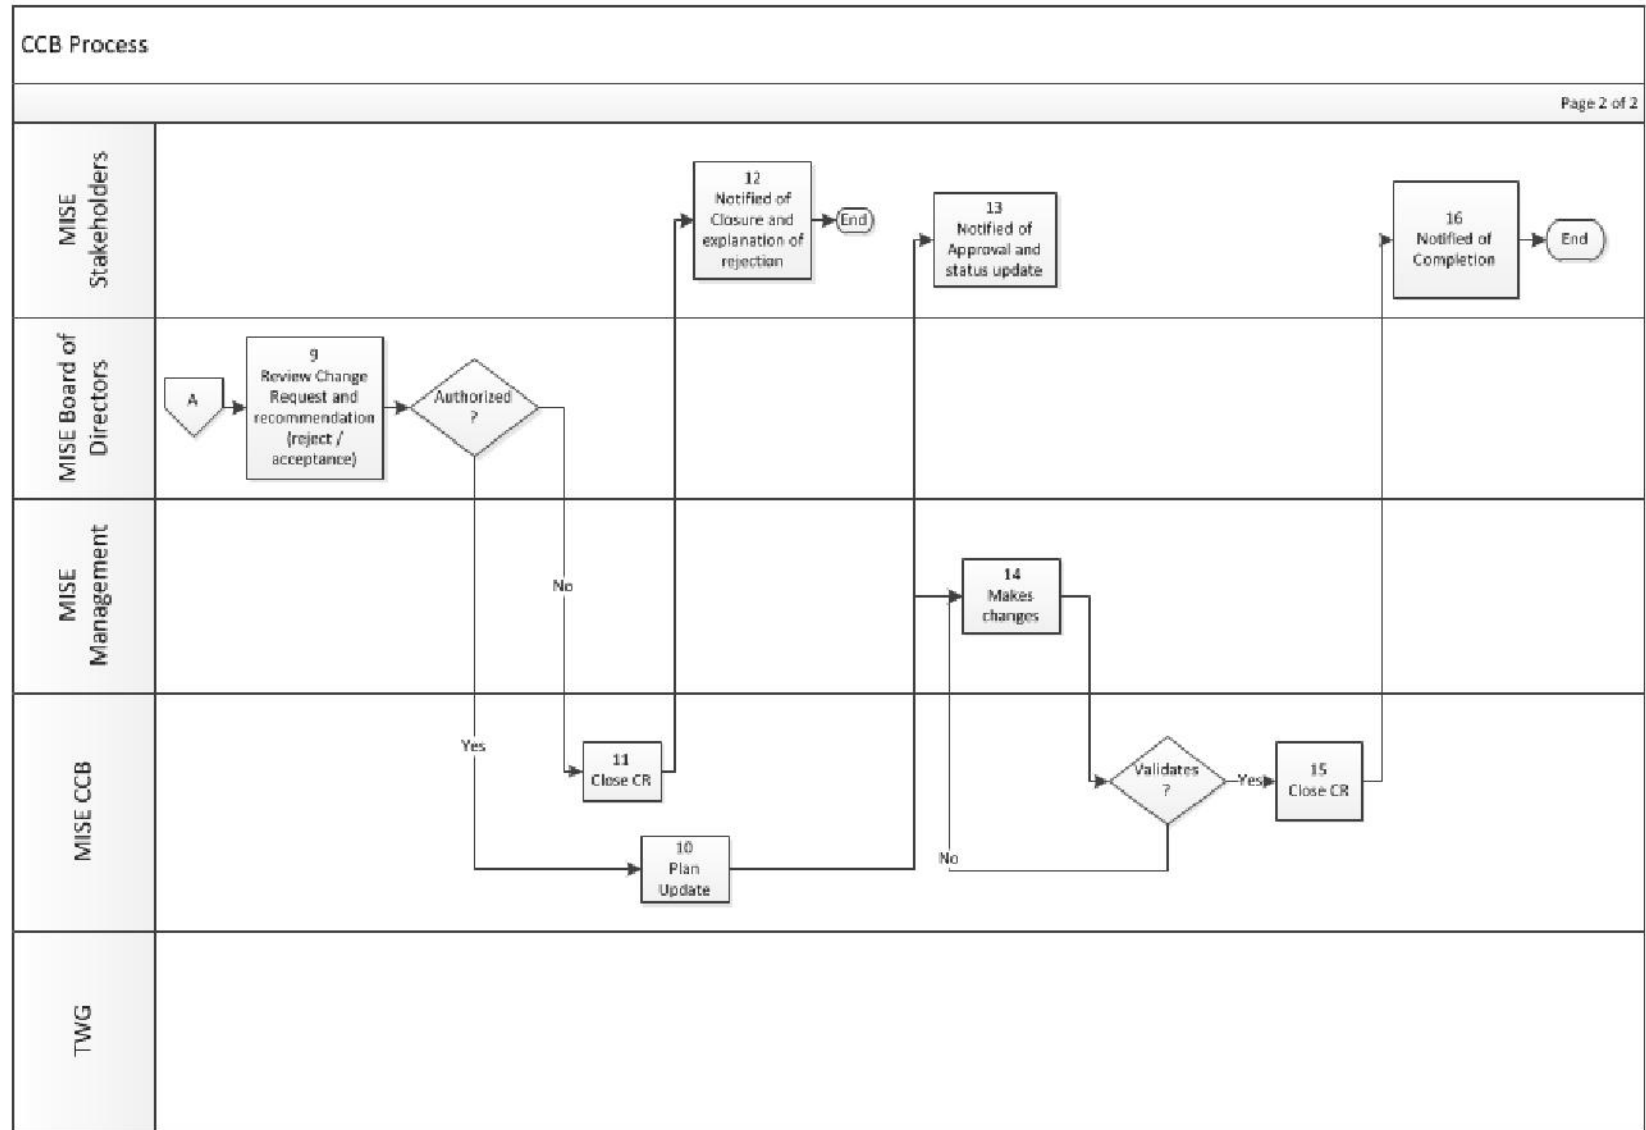 CCB Process
Page 2 of 2
MISE
Stakeholders
12
Notified of
Closure and
explanation of
rejection
End
13
Notified of
Approval and
status update
16
Notified of
Completion
End
MISE Board of
Directors
A
9
Review Change
Request and
recommendation
(reject /
acceptance)
Authorized
?
MISE
Management
No
14
Makes
changes
MISE CCB
Yes
11
Close CR
10
Plan
Update
Validates
?
Yes
15
Close CR
No
TWG